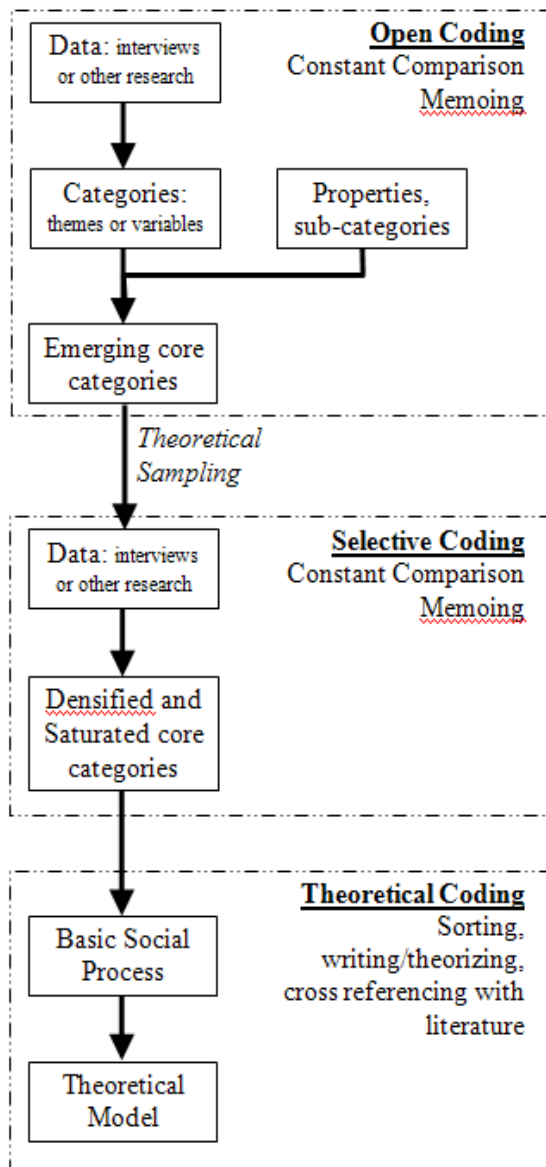 Open Coding
Constant Comparison
Memoing
Data: interviews
or other research
Categories:
themes or variables
Properties,
sub-categories
Emerging core
categories
Theoretical
Sampling
Selective Coding
Constant Comparison
Memoing
Data: interviews
or other research
Densified and
Saturated core
categories
Theoretical Coding
Sorting,
writing/theorizing,
cross referencing with
literature
Basic Social
Process
Theoretical
Model